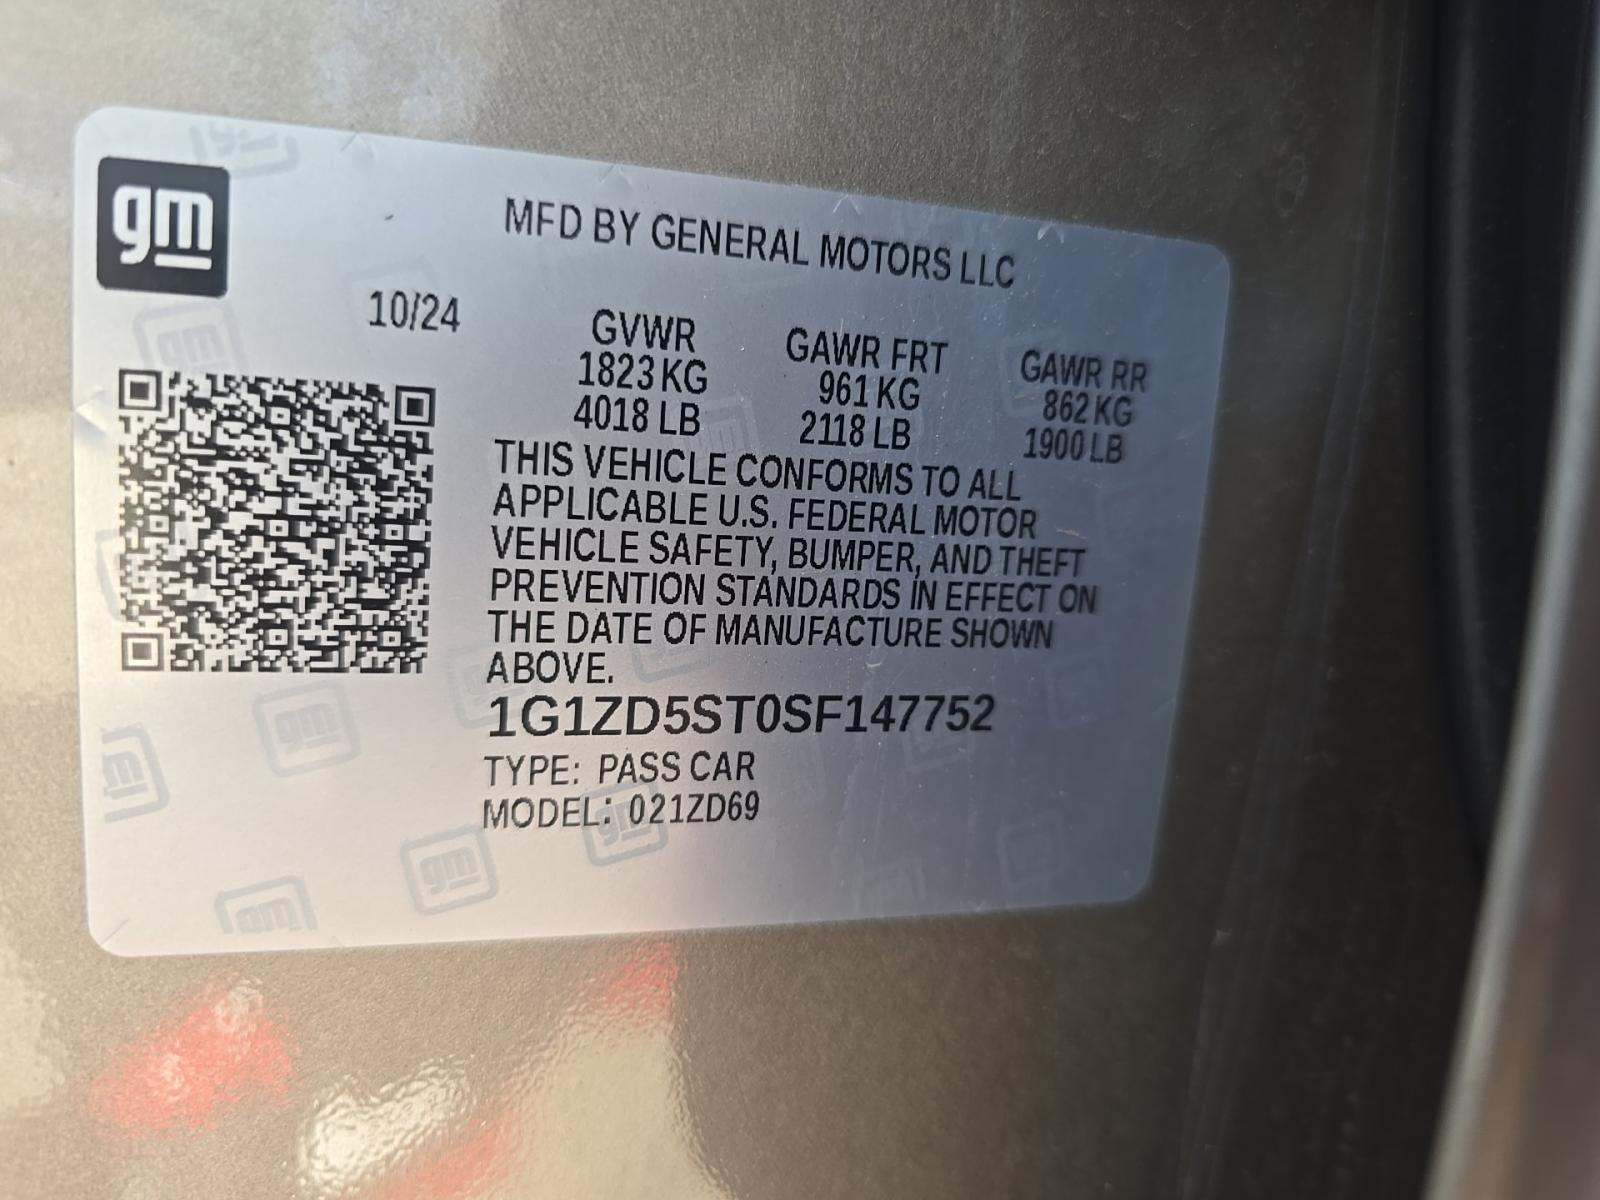 gm
MFD BY GENERAL MOTORS LLC
10/24
GVWR GAWR FRT GAWR RR
1823 KG 961 KG 862 KG
4018 LB 2118 LB 1900 LB
THIS VEHICLE CONFORMS TO ALL
APPLICABLE U.S. FEDERAL MOTOR
VEHICLE SAFETY, BUMPER, AND THEFT
PREVENTION STANDARDS IN EFFECT ON
THE DATE OF MANUFACTURE SHOWN
ABOVE.
1G1ZD5ST0SF147752
TYPE: PASS CAR
MODEL: 021ZD69